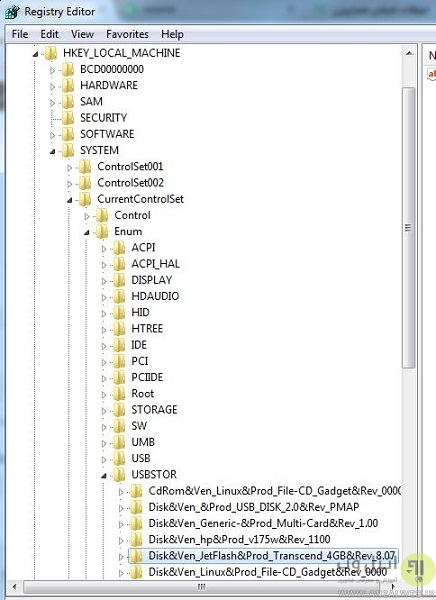 Registry Editor
File Edit View Favorites Help
HKEY_LOCAL_MACHINE
BCD00000000
HARDWARE
SAM
SECURITY
SOFTWARE
SYSTEM
ControlSet001
ControlSet002
CurrentControlSet
Control
Enum
ACPI
ACPI_HAL
DISPLAY
HDAUDIO
HID
HTREE
IDE
PCI
PCIIDE
Root
STORAGE
SW
UMB
USB
USBSTOR
CdRom&Ven_Linux&Prod_File-CD_Gadget&Rev_0000
Disk&Ven_&Prod_USB_DISK_2.0&Rev_PMAP
Disk&Ven_Generic-&Prod_Multi-Card&Rev_1.00
Disk&Ven_hp&Prod_v175w&Rev_1100
Disk&Ven_JetFlash&Prod_Transcend_4GB&Rev_8.07
Disk&Ven_Linux&Prod_File-CD_Gadget&Rev_0000